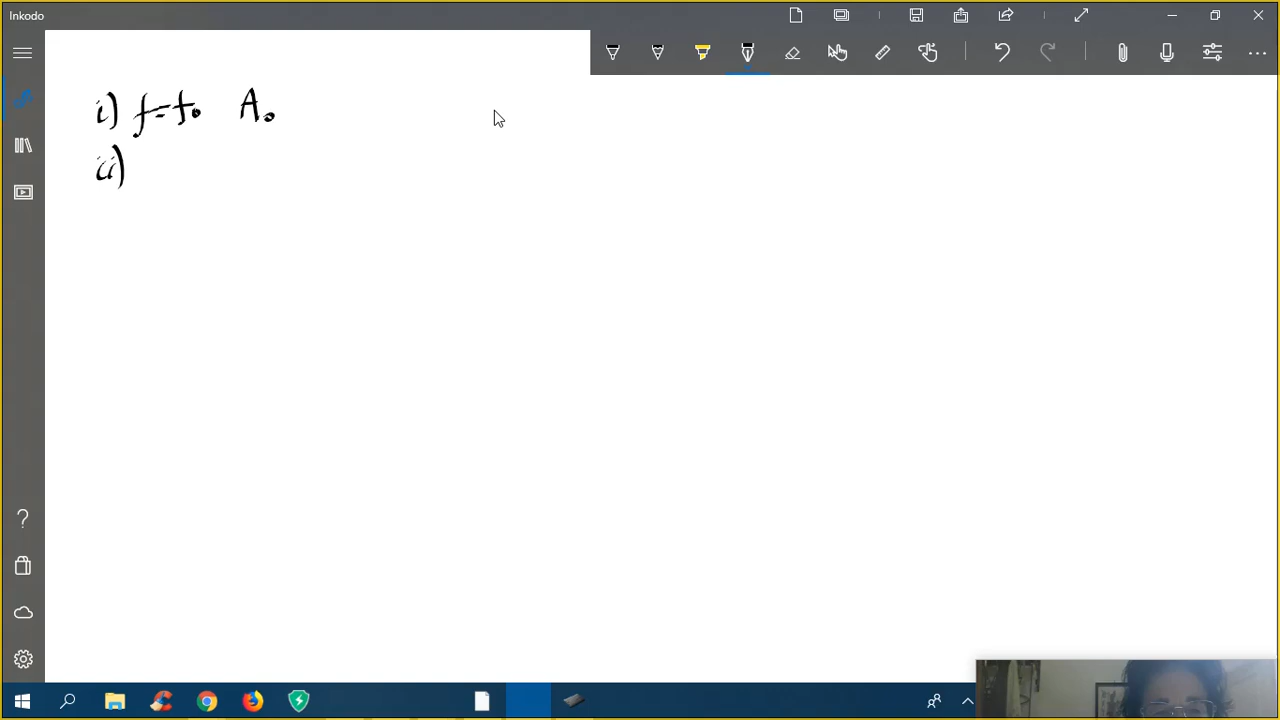 Inkodo
i) f=f₀ A₀
ii)